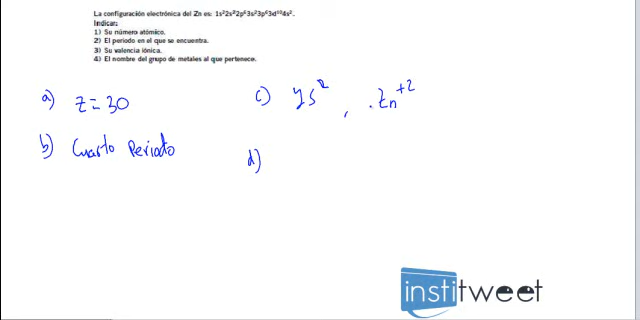 La configuración electrónica del Zn es: 1s²2s²2p⁶3s²3p⁶3d¹⁰4s².
Indicar:
1) Su número atómico.
2) El periodo en el que se encuentra.
3) Su valencia iónica.
4) El nombre del grupo de metales al que pertenece.
a) Z = 30
c) 4s² , Zn⁺²
b) Cuarto Periodo
d)
institweet